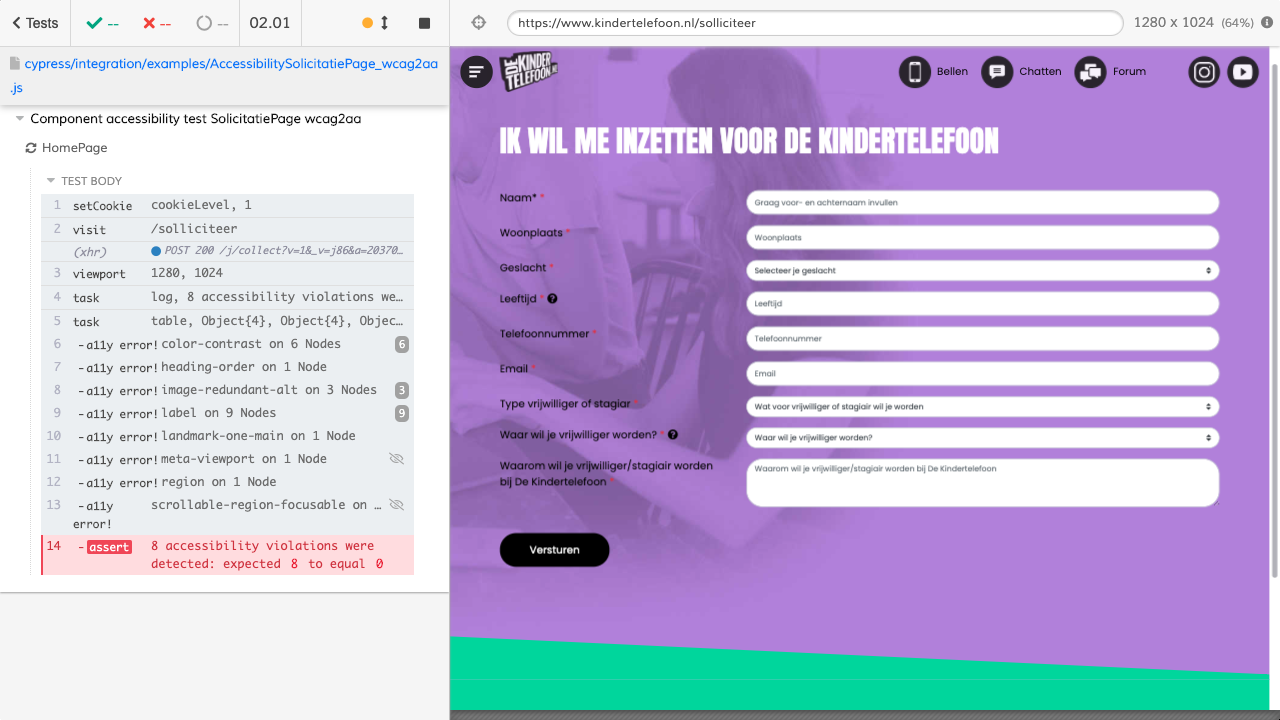 Tests
--
--
--
02.01
https://www.kindertelefoon.nl/solliciteer
1280 x 1024 (64%)
cypress/integration/examples/AccessibilitySolicitatiePage_wcag2aa
.js
Component accessibility test SolicitatiePage wcag2aa
HomePage
TEST BODY
1 setCookie cookieLevel, 1
2 visit /solliciteer
(xhr) POST 200 /j/collect?v=1&_v=j86&a=20370…
3 viewport 1280, 1024
4 task log, 8 accessibility violations we…
5 task table, Object{4}, Object{4}, Objec…
6 -a11y error! color-contrast on 6 Nodes 6
7 -a11y error! heading-order on 1 Node
8 -a11y error! image-redundant-alt on 3 Nodes 3
9 -a11y error! label on 9 Nodes 9
10 -a11y error! landmark-one-main on 1 Node
11 -a11y error! meta-viewport on 1 Node
12 -a11y error! region on 1 Node
13 -a11y error! scrollable-region-focusable on …
14 -assert 8 accessibility violations were
detected: expected 8 to equal 0
DE KINDER
TELEFOON.NL
Bellen
Chatten
Forum
IK WIL ME INZETTEN VOOR DE KINDERTELEFOON
Naam* *
Graag voor- en achternaam invullen
Woonplaats *
Woonplaats
Geslacht *
Selecteer je geslacht
Leeftijd * ?
Leeftijd
Telefoonnummer *
Telefoonnummer
Email *
Email
Type vrijwilliger of stagiar *
Wat voor vrijwilliger of stagiair wil je worden
Waar wil je vrijwilliger worden? * ?
Waar wil je vrijwilliger worden?
Waarom wil je vrijwilliger/stagiair worden
bij De Kindertelefoon *
Waarom wil je vrijwilliger/stagiair worden bij De Kindertelefoon
Versturen